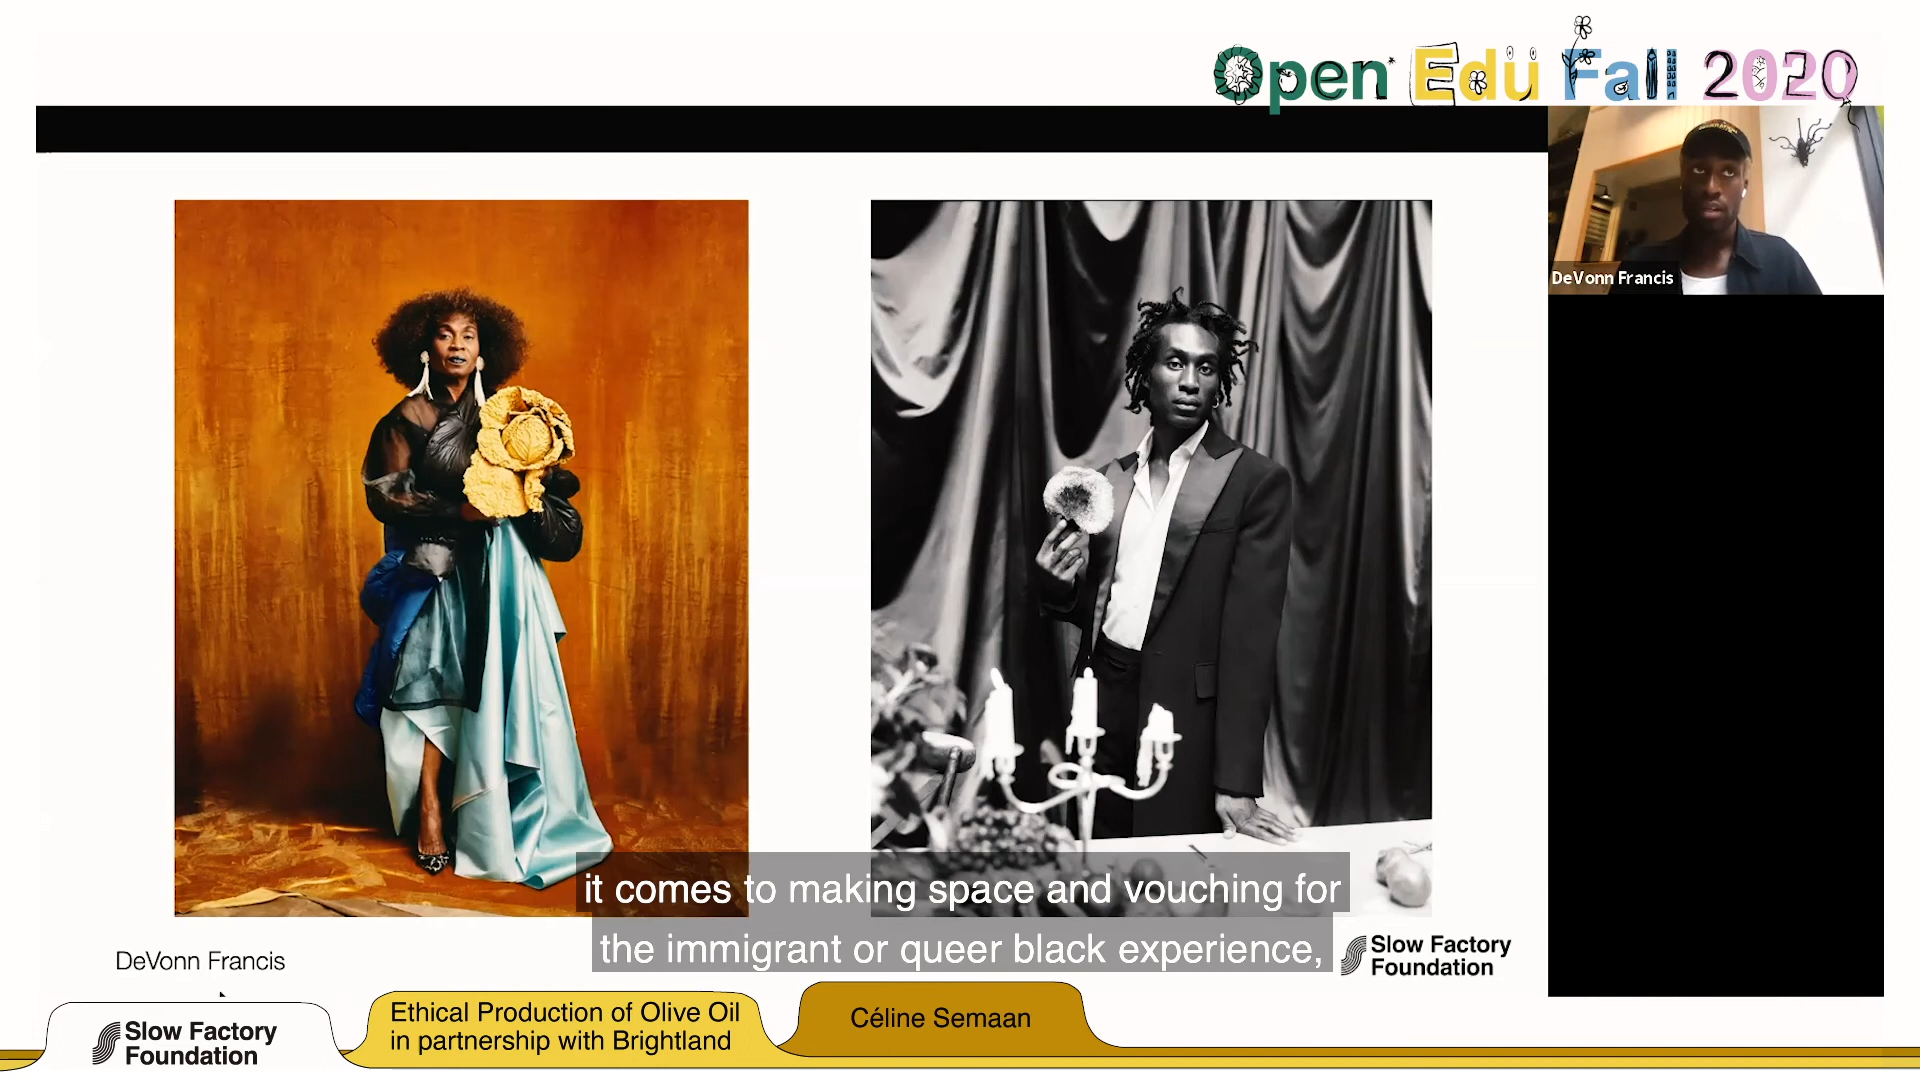 Open Edu Fall 2020
DeVonn Francis
it comes to making space and vouching for
the immigrant or queer black experience,
DeVonn Francis
Slow Factory
Foundation
Slow Factory
Foundation
Ethical Production of Olive Oil
in partnership with Brightland
Céline Semaan